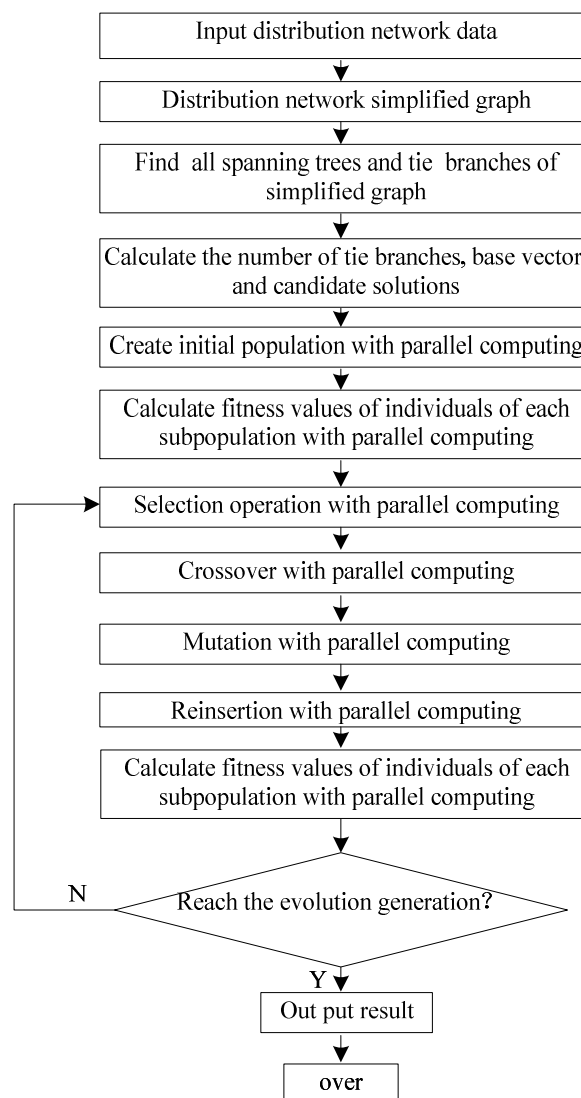 Input distribution network data
Distribution network simplified graph
Find all spanning trees and tie branches of
simplified graph
Calculate the number of tie branches, base vector
and candidate solutions
Create initial population with parallel computing
Calculate fitness values of individuals of each
subpopulation with parallel computing
Selection operation with parallel computing
Crossover with parallel computing
Mutation with parallel computing
Reinsertion with parallel computing
Calculate fitness values of individuals of each
subpopulation with parallel computing
N
Reach the evolution generation?
Y
Out put result
over